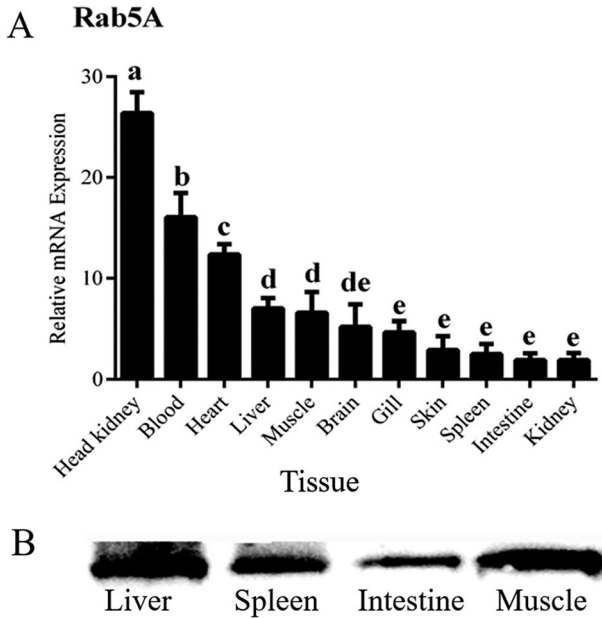 A
Rab5A
Relative mRNA Expression
30
20
10
0
a
b
c
d
d
de
e
e
e
e
e
Head kidney
Blood
Heart
Liver
Muscle
Brain
Gill
Skin
Spleen
Intestine
Kidney
Tissue
B
Liver Spleen Intestine Muscle